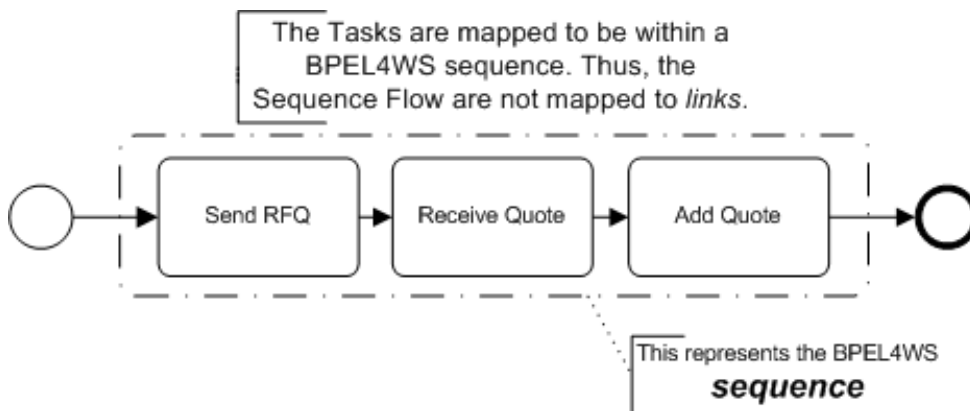 The Tasks are mapped to be within a
BPEL4WS sequence. Thus, the
Sequence Flow are not mapped to links.
Send RFQ
Receive Quote
Add Quote
This represents the BPEL4WS
sequence